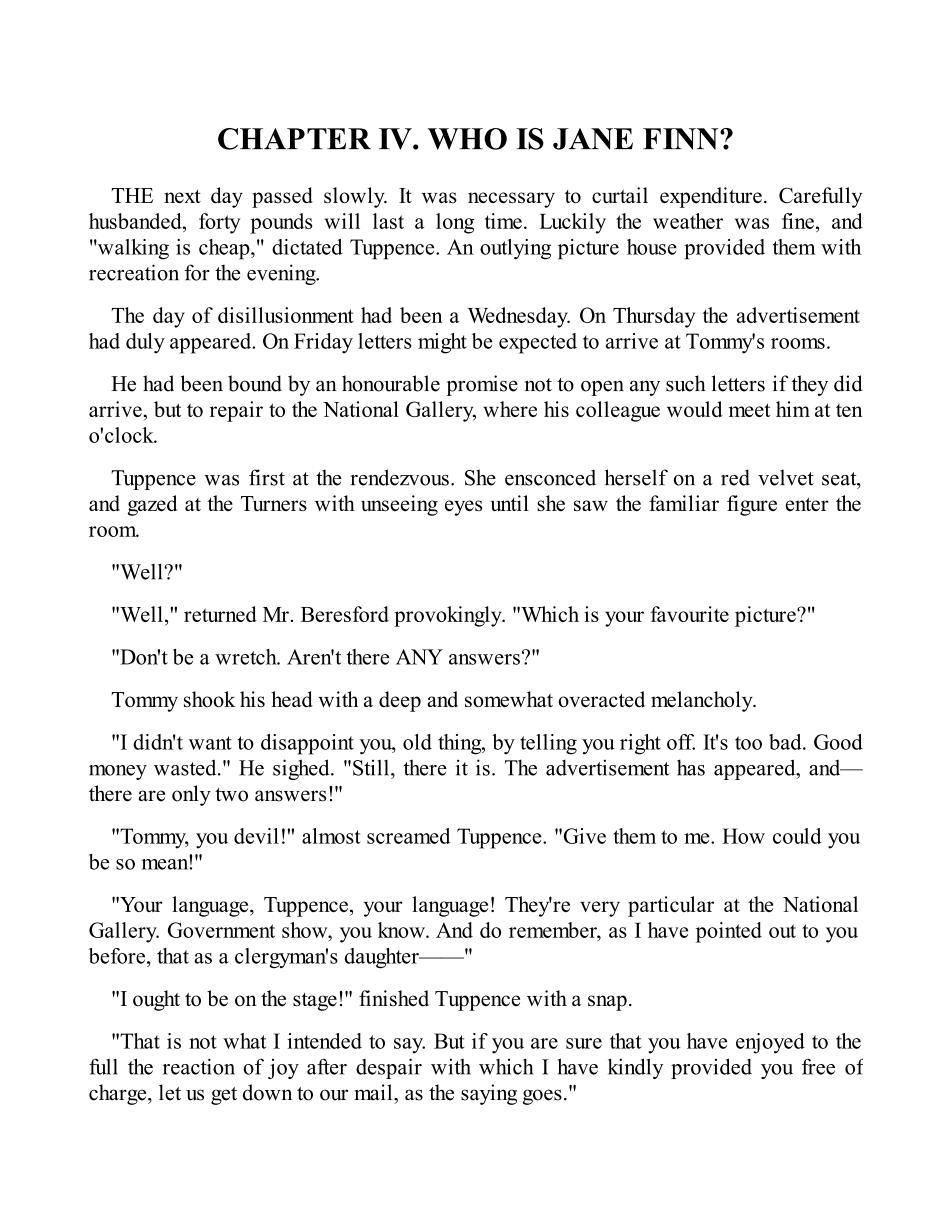 CHAPTER IV. WHO IS JANE FINN?
THE next day passed slowly. It was necessary to curtail expenditure. Carefully
husbanded, forty pounds will last a long time. Luckily the weather was fine, and
"walking is cheap," dictated Tuppence. An outlying picture house provided them with
recreation for the evening.
The day of disillusionment had been a Wednesday. On Thursday the advertisement
had duly appeared. On Friday letters might be expected to arrive at Tommy's rooms.
He had been bound by an honourable promise not to open any such letters if they did
arrive, but to repair to the National Gallery, where his colleague would meet him at ten
o'clock.
Tuppence was first at the rendezvous. She ensconced herself on a red velvet seat,
and gazed at the Turners with unseeing eyes until she saw the familiar figure enter the
room.
"Well?"
"Well," returned Mr. Beresford provokingly. "Which is your favourite picture?"
"Don't be a wretch. Aren't there ANY answers?"
Tommy shook his head with a deep and somewhat overacted melancholy.
"I didn't want to disappoint you, old thing, by telling you right off. It's too bad. Good
money wasted." He sighed. "Still, there it is. The advertisement has appeared, and—
there are only two answers!"
"Tommy, you devil!" almost screamed Tuppence. "Give them to me. How could you
be so mean!"
"Your language, Tuppence, your language! They're very particular at the National
Gallery. Government show, you know. And do remember, as I have pointed out to you
before, that as a clergyman's daughter——"
"I ought to be on the stage!" finished Tuppence with a snap.
"That is not what I intended to say. But if you are sure that you have enjoyed to the
full the reaction of joy after despair with which I have kindly provided you free of
charge, let us get down to our mail, as the saying goes."